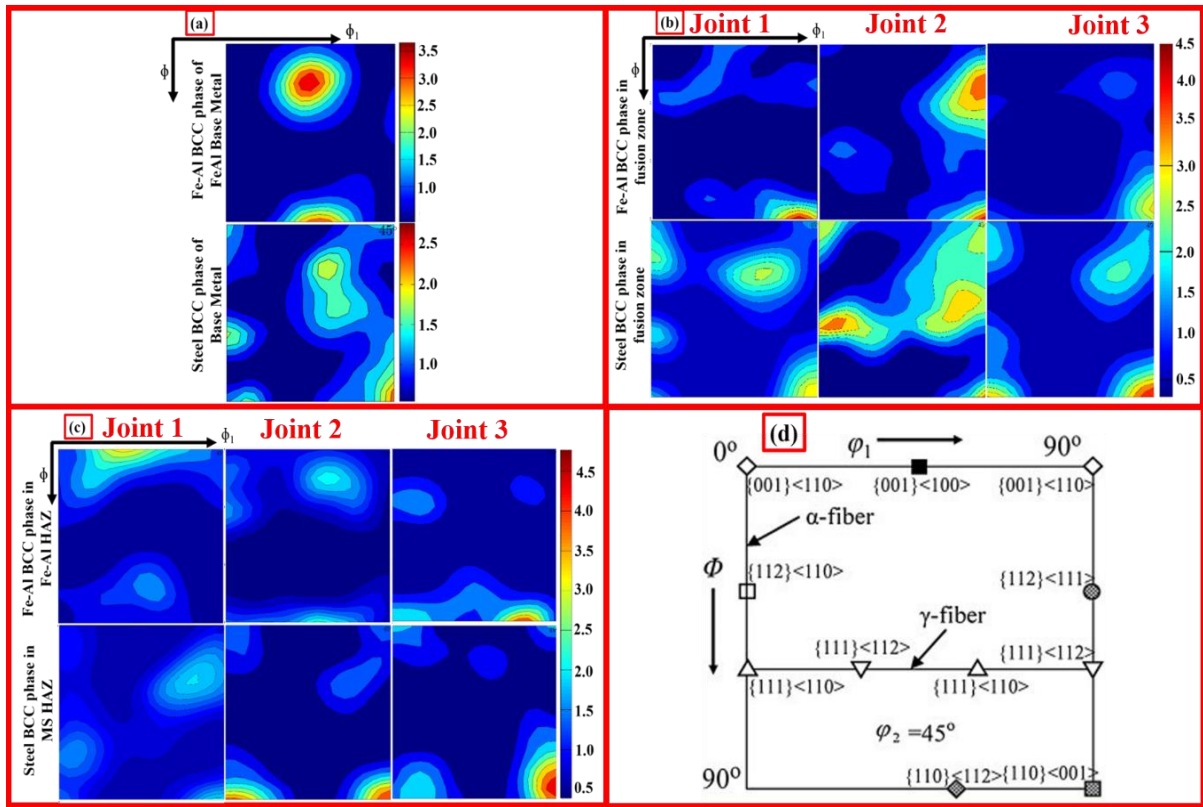 (a)
ϕ₁
ϕ
Fe-Al BCC phase of
FeAl Base Metal
Steel BCC phase of
Base Metal
45°
3.5
3.0
2.5
2.0
1.5
1.0
2.5
2.0
1.5
1.0
(b) Joint 1 Joint 2 Joint 3
ϕ₁
ϕ
Fe-Al BCC phase in
fusion zone
Steel BCC phase in
fusion zone
4.5
4.0
3.5
3.0
2.5
2.0
1.5
1.0
0.5
(c) Joint 1 Joint 2 Joint 3
ϕ₁
ϕ
Fe-Al BCC phase in
Fe-Al HAZ
Steel BCC phase in
MS HAZ
4.5
4.0
3.5
3.0
2.5
2.0
1.5
1.0
0.5
(d)
0° φ₁ 90°
{001}<110> {001}<100> {001}<110>
α-fiber
Φ
{112}<110> {112}<111>
γ-fiber
{111}<112> {111}<112>
{111}<110> {111}<110>
φ₂ =45°
90° {110}<112> {110}<001>